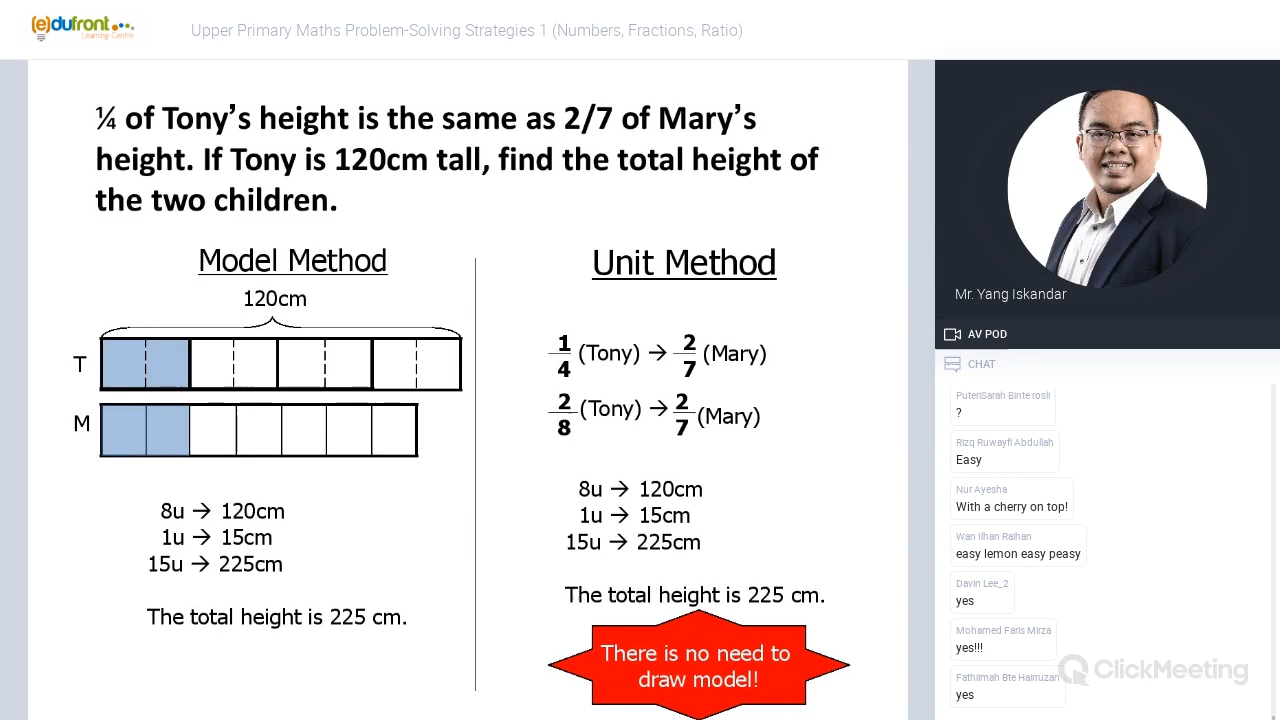 (e)dufront
Learning Centre
Upper Primary Maths Problem-Solving Strategies 1 (Numbers, Fractions, Ratio)
¼ of Tony's height is the same as 2/7 of Mary's
height. If Tony is 120cm tall, find the total height of
the two children.
Model Method
120cm
T
M
8u → 120cm
1u → 15cm
15u → 225cm
The total height is 225 cm.
Unit Method
1/4 (Tony) → 2/7 (Mary)
2/8 (Tony) → 2/7 (Mary)
8u → 120cm
1u → 15cm
15u → 225cm
The total height is 225 cm.
There is no need to
draw model!
Mr. Yang Iskandar
AV POD
CHAT
PuteriSarah Binte rosli
?
Rizq Ruwayfi Abdullah
Easy
Nur Ayesha
With a cherry on top!
Wan Ilhan Raihan
easy lemon easy peasy
Davin Lee_2
yes
Mohamed Faris Mirza
yes!!!
Fathiimah Bte Hairruzan
yes
ClickMeeting